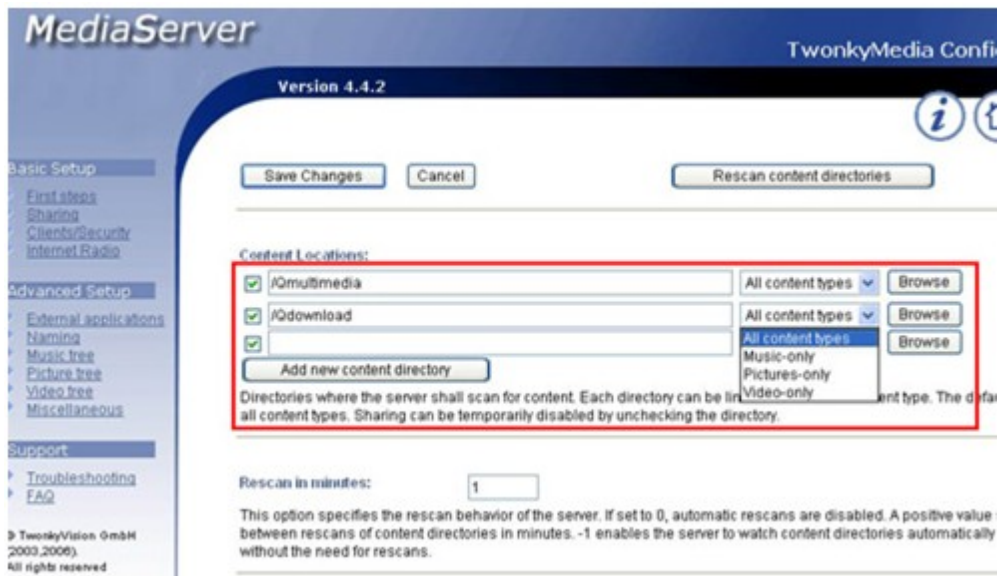 MediaServer
TwonkyMedia Confi
Version 4.4.2
Basic Setup
First steps
Sharing
Clients/Security
Internet Radio
Advanced Setup
External applications
Naming
Music tree
Picture tree
Video tree
Miscellaneous
Support
Troubleshooting
FAQ
© TwonkyVision GmbH
(2003,2006).
All rights reserved
Save Changes Cancel Rescan content directories
Content Locations:
/Qmultimedia All content types Browse
/Qdownload All content types Browse
Browse
All content types
Music-only
Pictures-only
Video-only
Add new content directory
Directories where the server shall scan for content. Each directory can be lin ent type. The defa
all content types. Sharing can be temporarily disabled by unchecking the directory.
Rescan in minutes: 1
This option specifies the rescan behavior of the server. If set to 0, automatic rescans are disabled. A positive value
between rescans of content directories in minutes. -1 enables the server to watch content directories automatically
without the need for rescans.